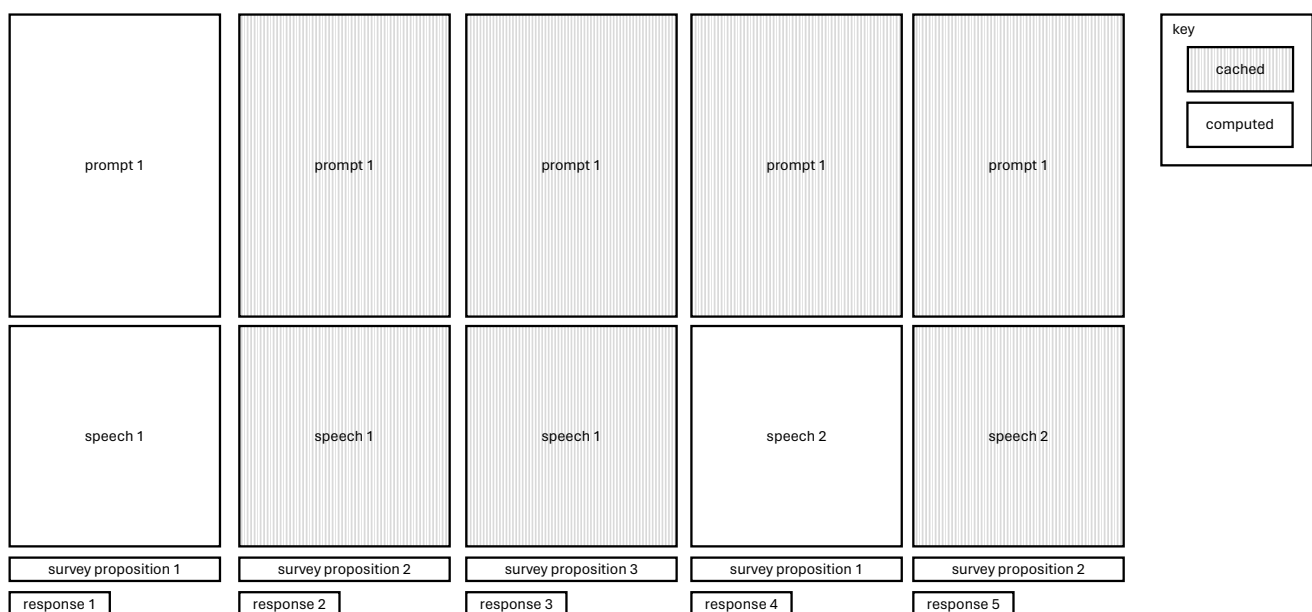 prompt 1
prompt 1
prompt 1
prompt 1
prompt 1
key
cached
computed
speech 1
speech 1
speech 1
speech 2
speech 2
survey proposition 1
survey proposition 2
survey proposition 3
survey proposition 1
survey proposition 2
response 1
response 2
response 3
response 4
response 5